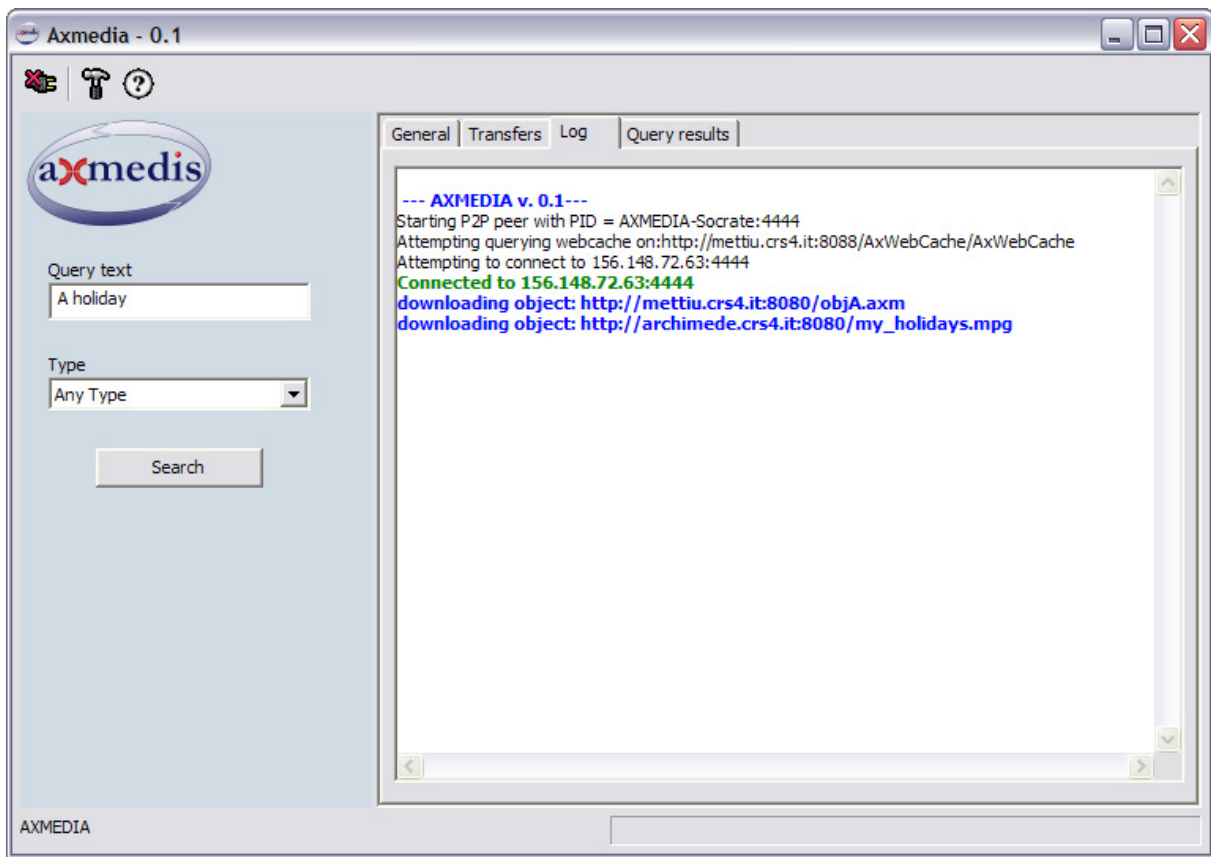 Axmedia - 0.1
axmedis
Query text
A holiday
Type
Any Type
Search
General Transfers Log Query results
--- AXMEDIA v. 0.1---
Starting P2P peer with PID = AXMEDIA-Socrate:4444
Attempting querying webcache on:http://mettiu.crs4.it:8088/AxWebCache/AxWebCache
Attempting to connect to 156.148.72.63:4444
Connected to 156.148.72.63:4444
downloading object: http://mettiu.crs4.it:8080/objA.axm
downloading object: http://archimede.crs4.it:8080/my_holidays.mpg
AXMEDIA